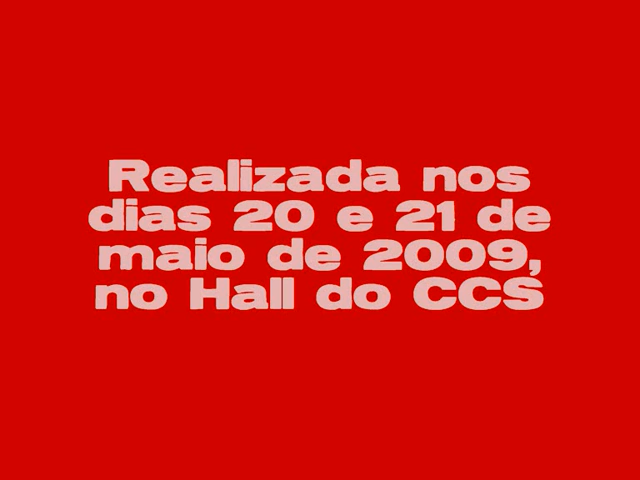 Realizada nos
dias 20 e 21 de
maio de 2009,
no Hall do CCS